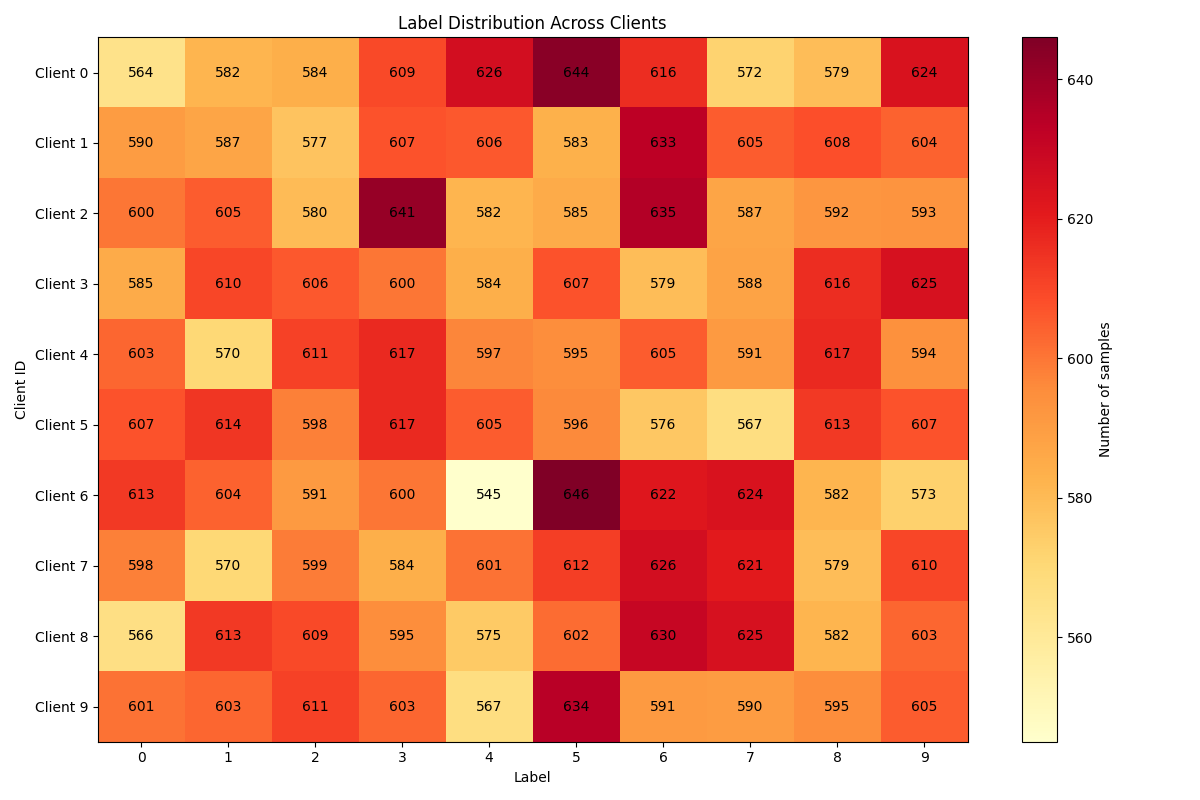 Label Distribution Across Clients
Client 0 564 582 584 609 626 644 616 572 579 624
Client 1 590 587 577 607 606 583 633 605 608 604
Client 2 600 605 580 641 582 585 635 587 592 593
Client 3 585 610 606 600 584 607 579 588 616 625
Client 4 603 570 611 617 597 595 605 591 617 594
Client 5 607 614 598 617 605 596 576 567 613 607
Client 6 613 604 591 600 545 646 622 624 582 573
Client 7 598 570 599 584 601 612 626 621 579 610
Client 8 566 613 609 595 575 602 630 625 582 603
Client 9 601 603 611 603 567 634 591 590 595 605
0 1 2 3 4 5 6 7 8 9
Label
Client ID
640
620
600
580
560
Number of samples